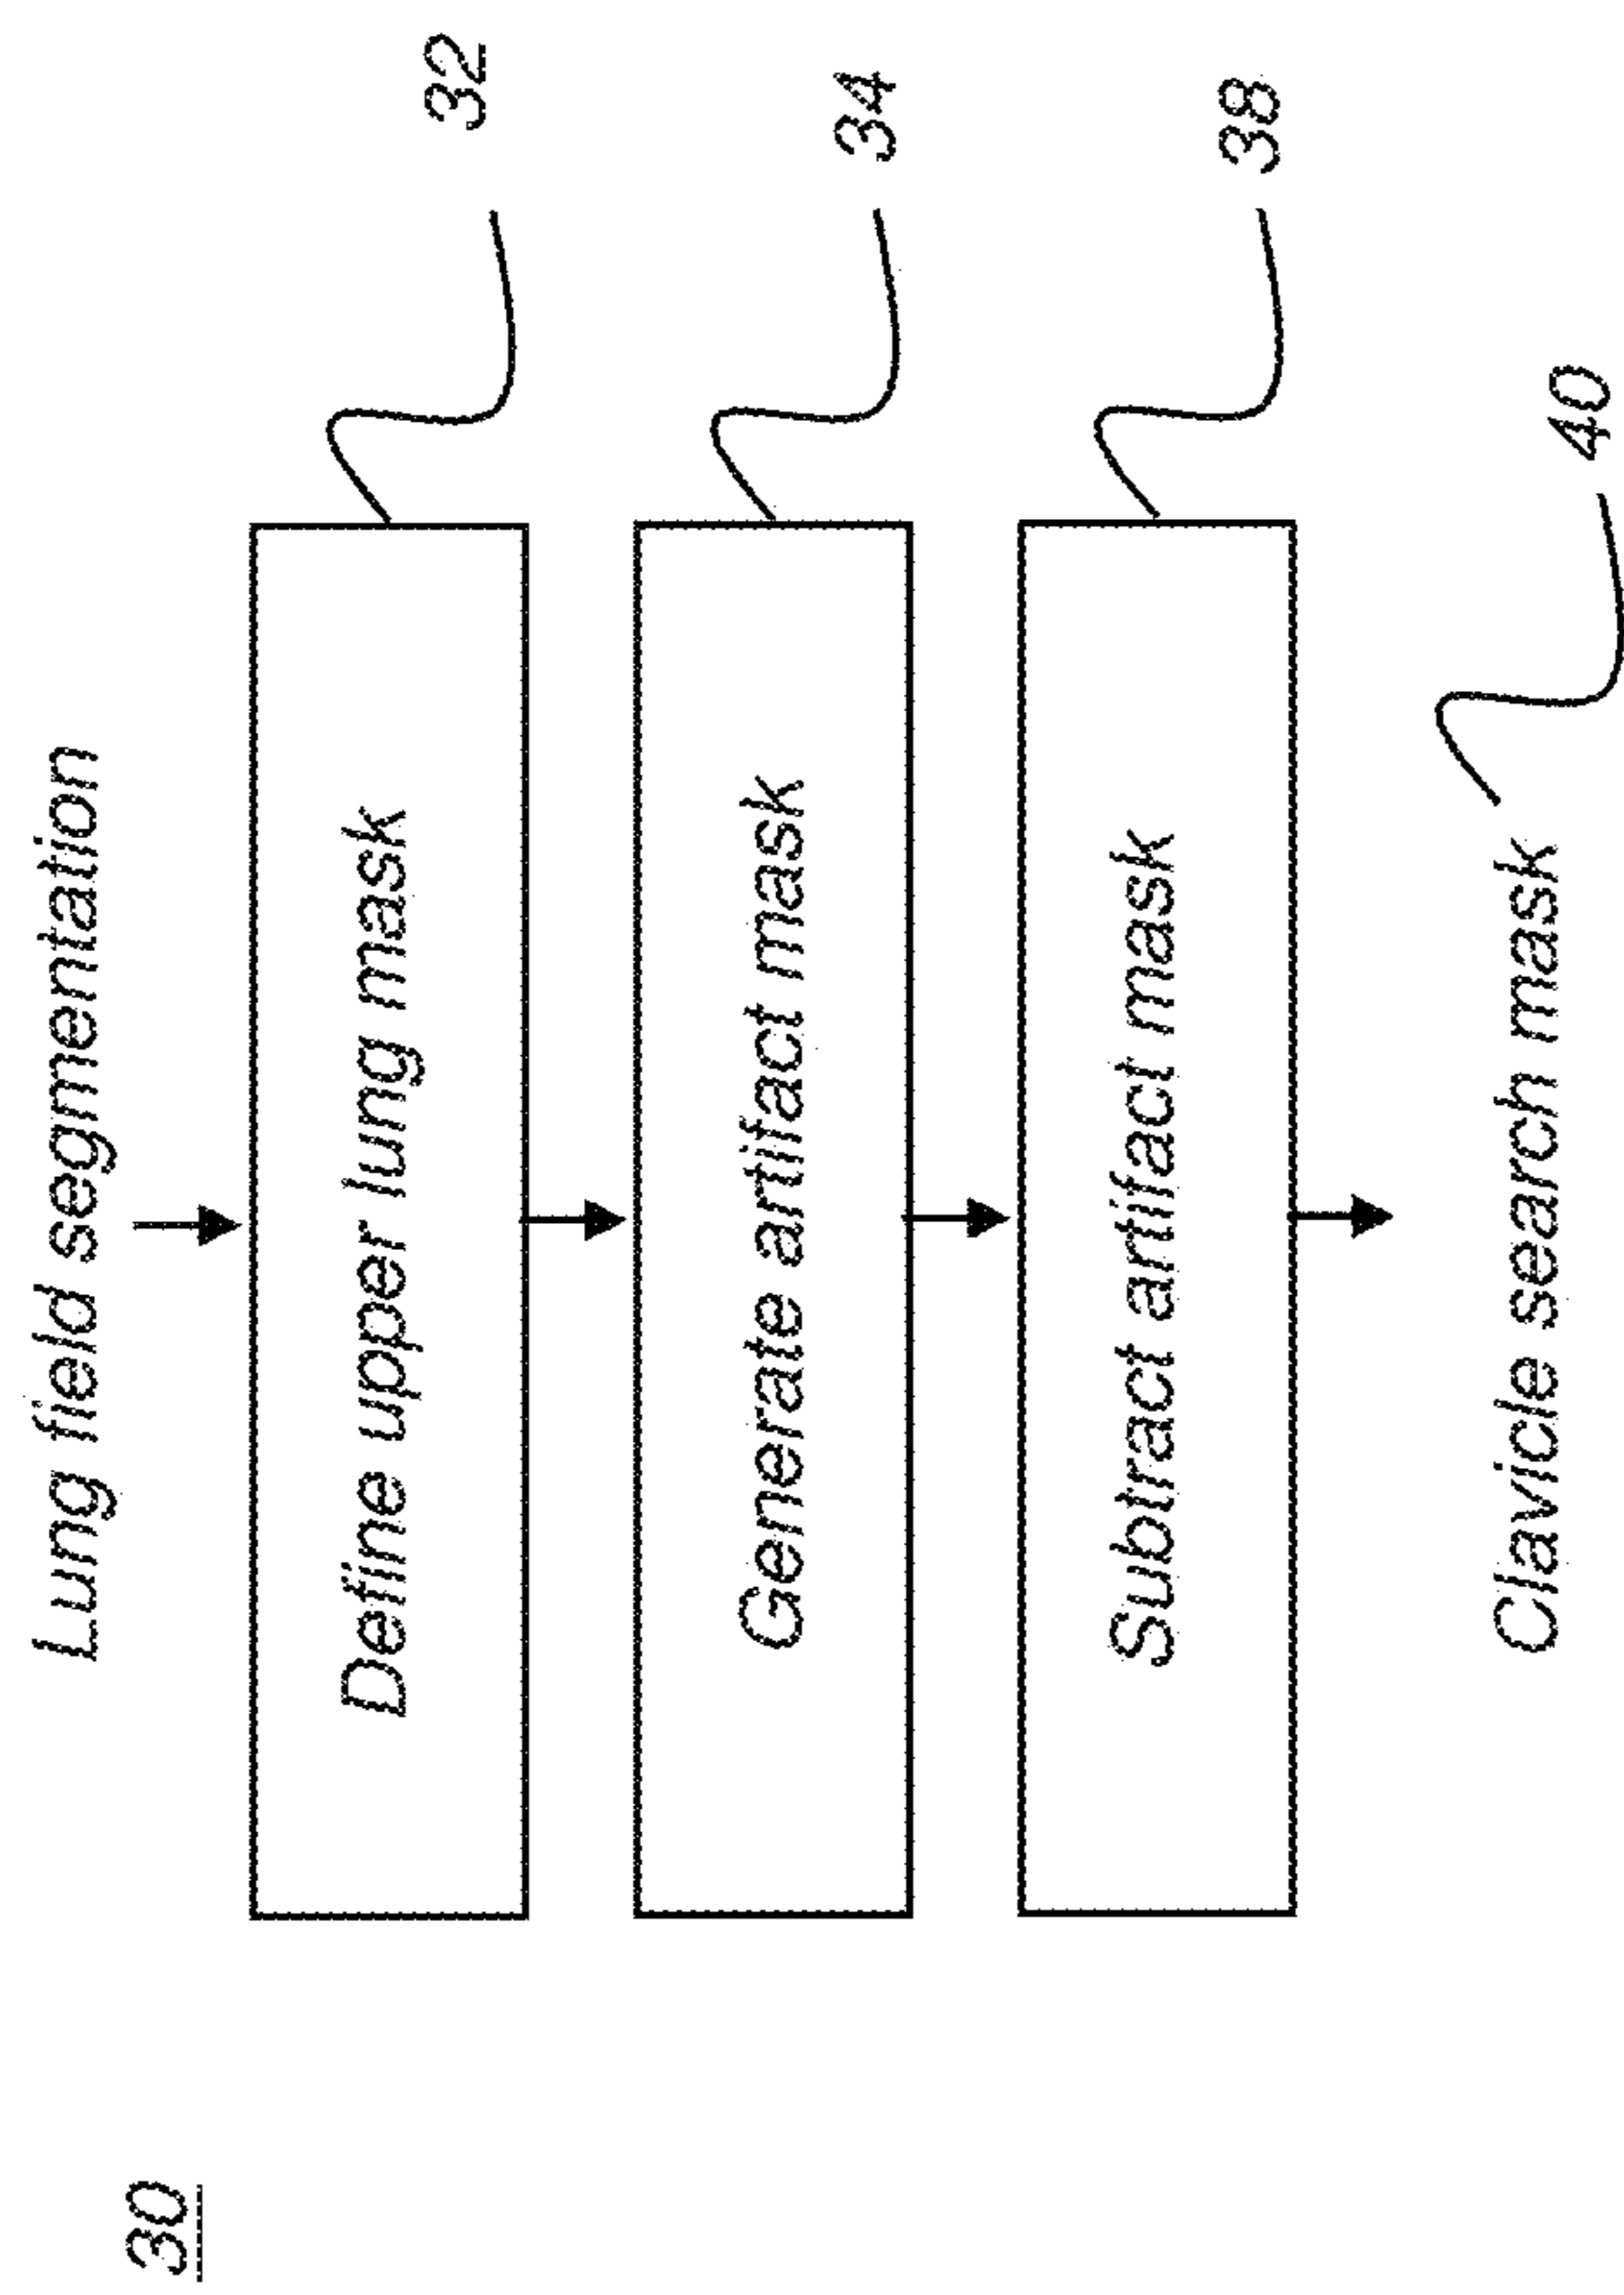 30
Lung field segmentation
Define upper lung mask
32
Generate artifact mask
34
Subtract artifact mask
38
Clavicle search mask
40